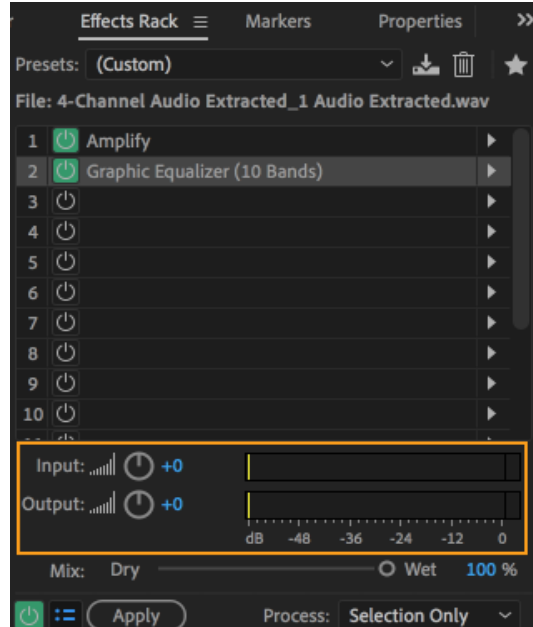 Effects Rack Markers Properties
Presets: (Custom)
File: 4-Channel Audio Extracted_1 Audio Extracted.wav
1 Amplify
2 Graphic Equalizer (10 Bands)
3
4
5
6
7
8
9
10
Input: +0
Output: +0
dB -48 -36 -24 -12 0
Mix: Dry Wet 100 %
Apply Process: Selection Only